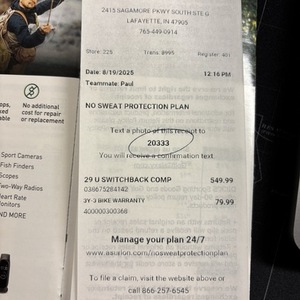 2415 SAGAMORE PKWY SOUTH STE G
LAFAYETTE, IN 47905
765-449-0914
Store: 225 Trans: 9995 Register: 401
Date: 8/19/2025 12:16 PM
Teammate: Paul
NO SWEAT PROTECTION PLAN
Text a photo of this receipt to
20333
You will receive a confirmation text
29 U SWITCHBACK COMP 549.99
036675284142
3Y-3 BIKE WARRANTY 79.99
400000300366
Manage your plan 24/7
www.asurion.com/nosweatprotectionplan
To file a claim, visit the website above or
call 866-257-6545
No additional
cost for repair
or replacement
Sport Cameras
Fish Finders
Scopes
Two-Way Radios
Heart Rate
Monitors
AND MORE